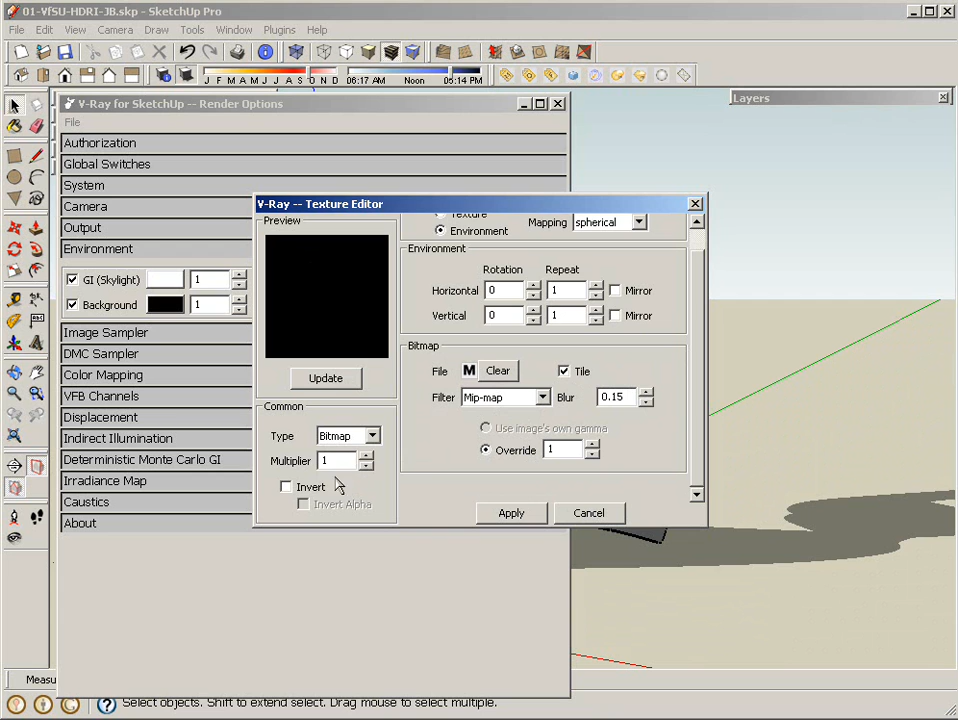 01-VfSU-HDRI-JB.skp - SketchUp Pro
File Edit View Camera Draw Tools Window Plugins Help
J F M A M J J A S O N D 06:17 AM Noon 05:14 PM
V-Ray for SketchUp -- Render Options
Layers
File
Authorization
Global Switches
System
Camera
Output
Environment
GI (Skylight) 1
Background 1
Image Sampler
DMC Sampler
Color Mapping
VFB Channels
Displacement
Indirect Illumination
Deterministic Monte Carlo GI
Irradiance Map
Caustics
About
V-Ray -- Texture Editor
Preview
Update
Common
Type Bitmap
Multiplier 1
Invert
Invert Alpha
Texture
Environment Mapping spherical
Environment
Rotation Repeat
Horizontal 0 1 Mirror
Vertical 0 1 Mirror
Bitmap
File M Clear Tile
Filter Mip-map Blur 0.15
Use image's own gamma
Override 1
Apply Cancel
Measu
Select objects. Shift to extend select. Drag mouse to select multiple.